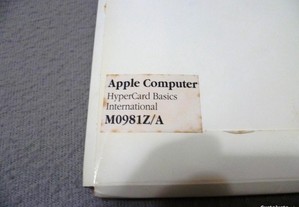 Apple Computer
HyperCard Basics
International
M0981Z/A